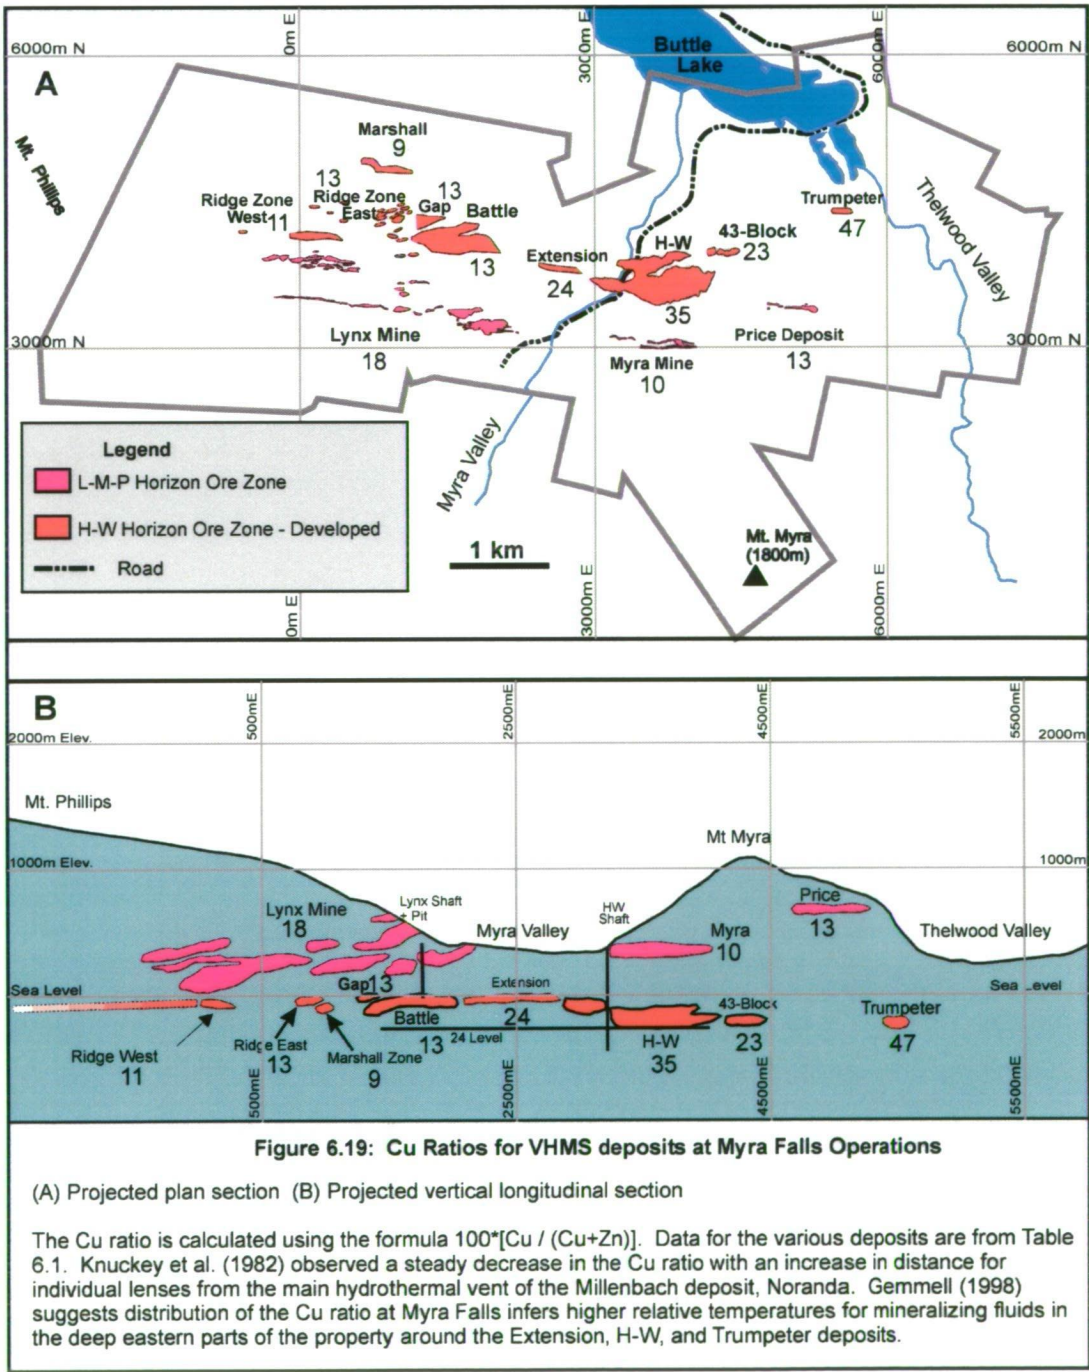 0m E
3000m E
6000m E
6000m N
6000m N
A
Buttle
Lake
Mt. Phillips
Marshall
9
13
Ridge Zone
West
11
Ridge Zone
East
13
Gap
Battle
13
Extension
24
H-W
35
43-Block
23
Trumpeter
47
Thelwood Valley
Lynx Mine
18
3000m N
3000m N
Myra Mine
10
Price Deposit
13
Myra Valley
Legend
L-M-P Horizon Ore Zone
H-W Horizon Ore Zone - Developed
Road
1 km
Mt. Myra
(1800m)
0m E
3000m E
6000m E
B
500mE
2500mE
4500mE
5500mE
2000m Elev.
2000m
Mt. Phillips
Mt Myra
1000m Elev.
1000m
Lynx Mine
18
Lynx Shaft
+ Pit
Myra Valley
HW
Shaft
Myra
10
Price
13
Thelwood Valley
Sea Level
Sea Level
Gap
13
Extension
24
Battle
13
24 Level
H-W
35
43-Block
23
Trumpeter
47
Ridge West
11
Ridge East
13
Marshall Zone
9
500mE
2500mE
4500mE
5500mE
Figure 6.19: Cu Ratios for VHMS deposits at Myra Falls Operations
(A) Projected plan section (B) Projected vertical longitudinal section
The Cu ratio is calculated using the formula 100*[Cu / (Cu+Zn)]. Data for the various deposits are from Table
6.1. Knuckey et al. (1982) observed a steady decrease in the Cu ratio with an increase in distance for
individual lenses from the main hydrothermal vent of the Millenbach deposit, Noranda. Gemmell (1998)
suggests distribution of the Cu ratio at Myra Falls infers higher relative temperatures for mineralizing fluids in
the deep eastern parts of the property around the Extension, H-W, and Trumpeter deposits.